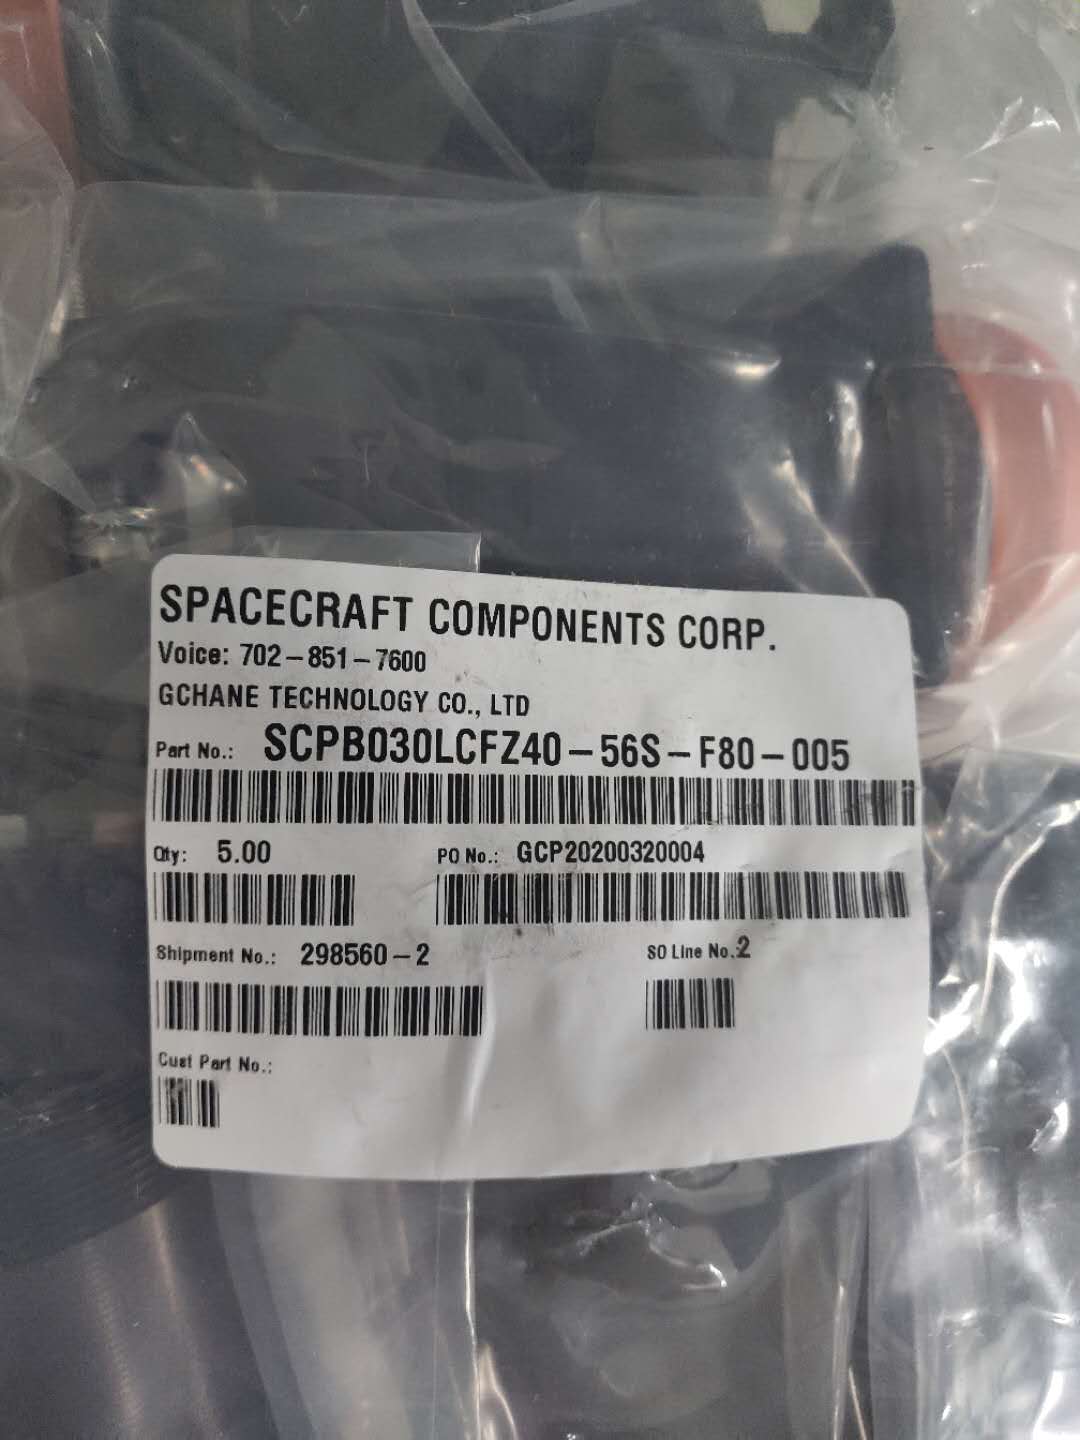 SPACECRAFT COMPONENTS CORP.
Voice: 702-851-7600
GCHANE TECHNOLOGY CO., LTD
Part No.: SCPB030LCFZ40-56S-F80-005
Qty: 5.00 PO No.: GCP20200320004
Shipment No.: 298560-2 SO Line No.:2
Cust Part No.: